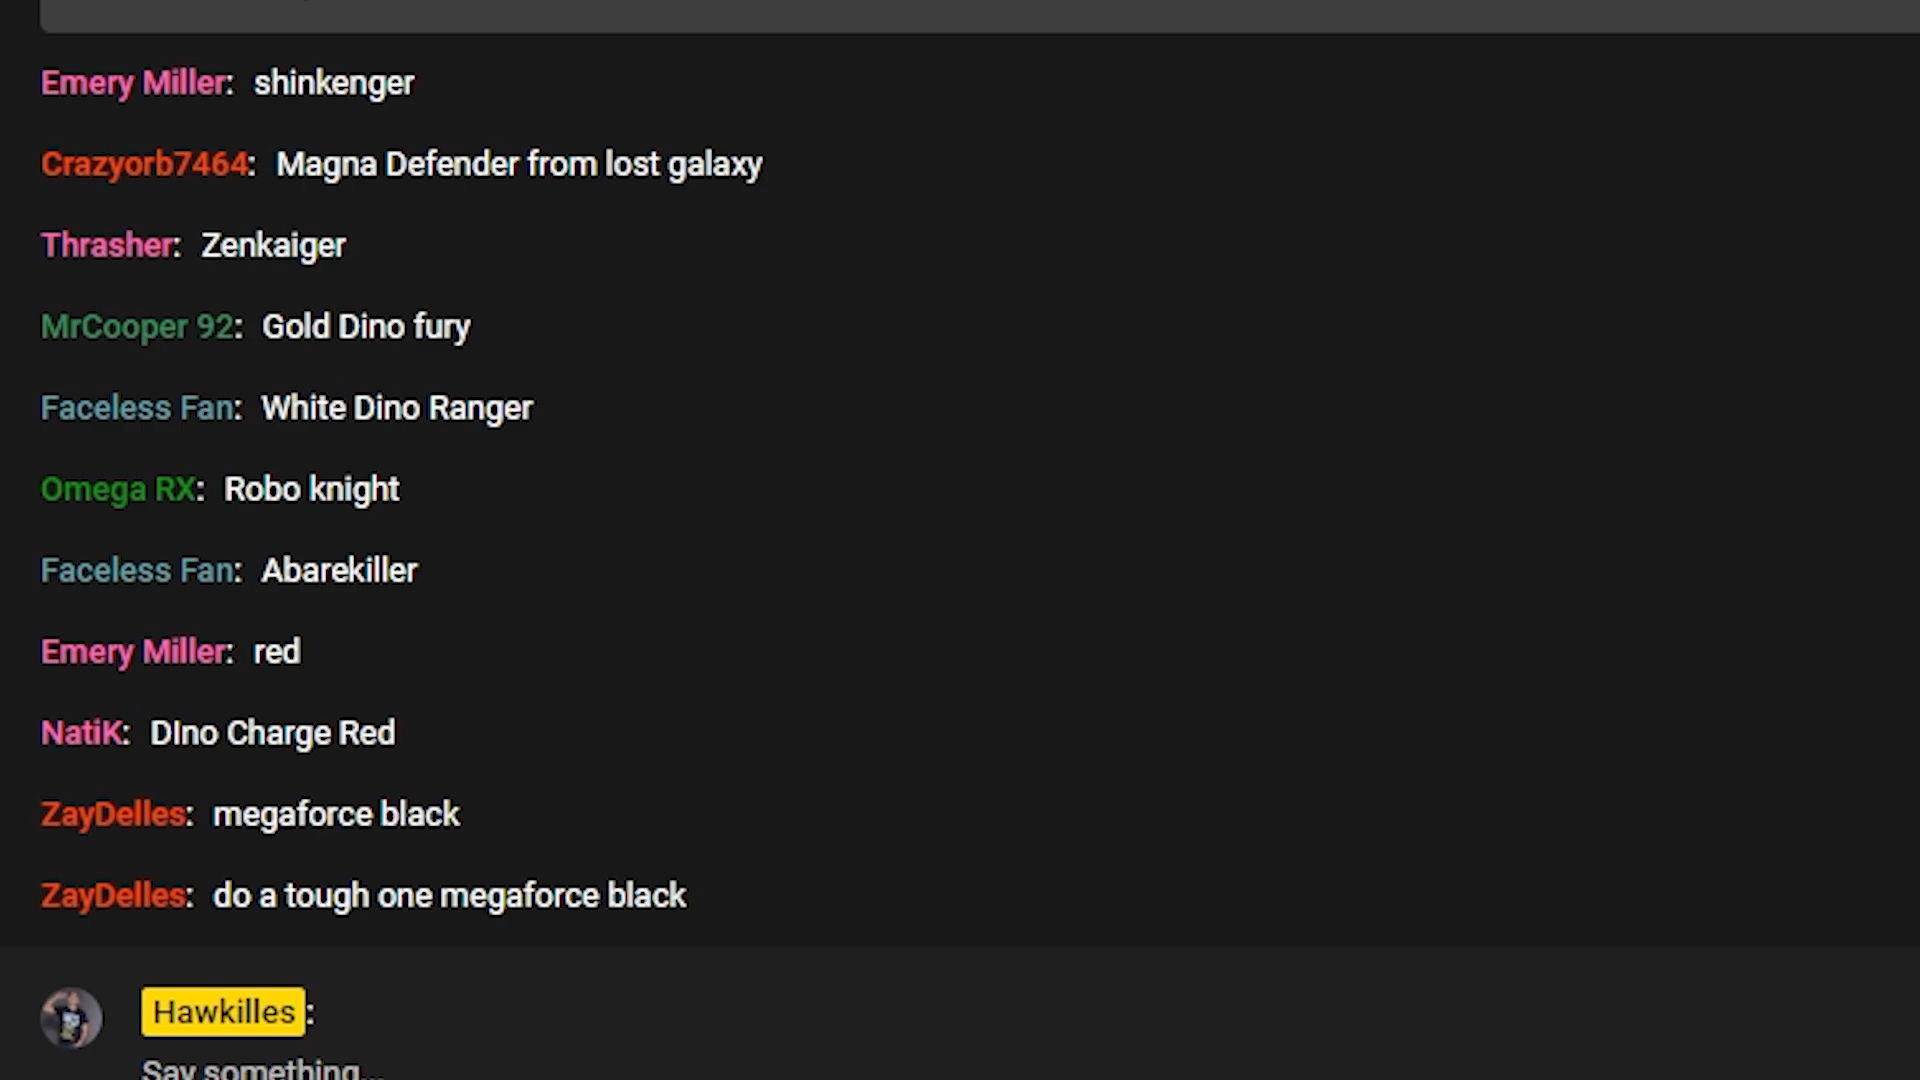 Emery Miller: shinkenger
Crazyorb7464: Magna Defender from lost galaxy
Thrasher: Zenkaiger
MrCooper 92: Gold Dino fury
Faceless Fan: White Dino Ranger
Omega RX: Robo knight
Faceless Fan: Abarekiller
Emery Miller: red
NatiK: DIno Charge Red
ZayDelles: megaforce black
ZayDelles: do a tough one megaforce black
Hawkilles:
Say something...